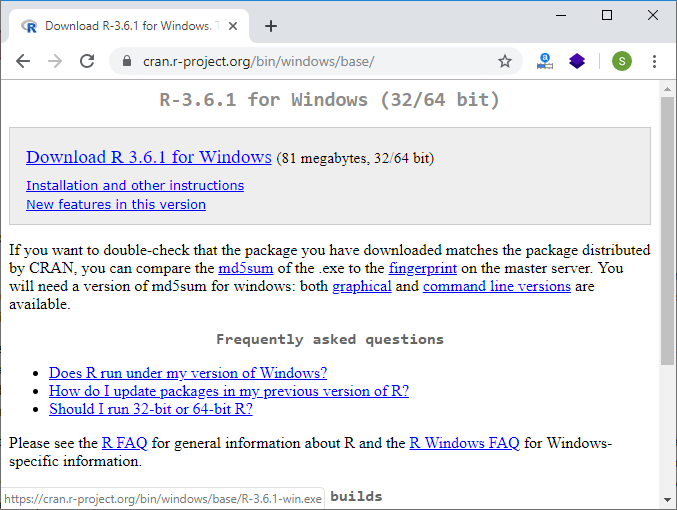 Download R-3.6.1 for Windows. T
cran.r-project.org/bin/windows/base/
S
R-3.6.1 for Windows (32/64 bit)
Download R 3.6.1 for Windows (81 megabytes, 32/64 bit)
Installation and other instructions
New features in this version
If you want to double-check that the package you have downloaded matches the package distributed
by CRAN, you can compare the md5sum of the .exe to the fingerprint on the master server. You
will need a version of md5sum for windows: both graphical and command line versions are
available.
Frequently asked questions
• Does R run under my version of Windows?
• How do I update packages in my previous version of R?
• Should I run 32-bit or 64-bit R?
Please see the R FAQ for general information about R and the R Windows FAQ for Windows-
specific information.
https://cran.r-project.org/bin/windows/base/R-3.6.1-win.exe builds